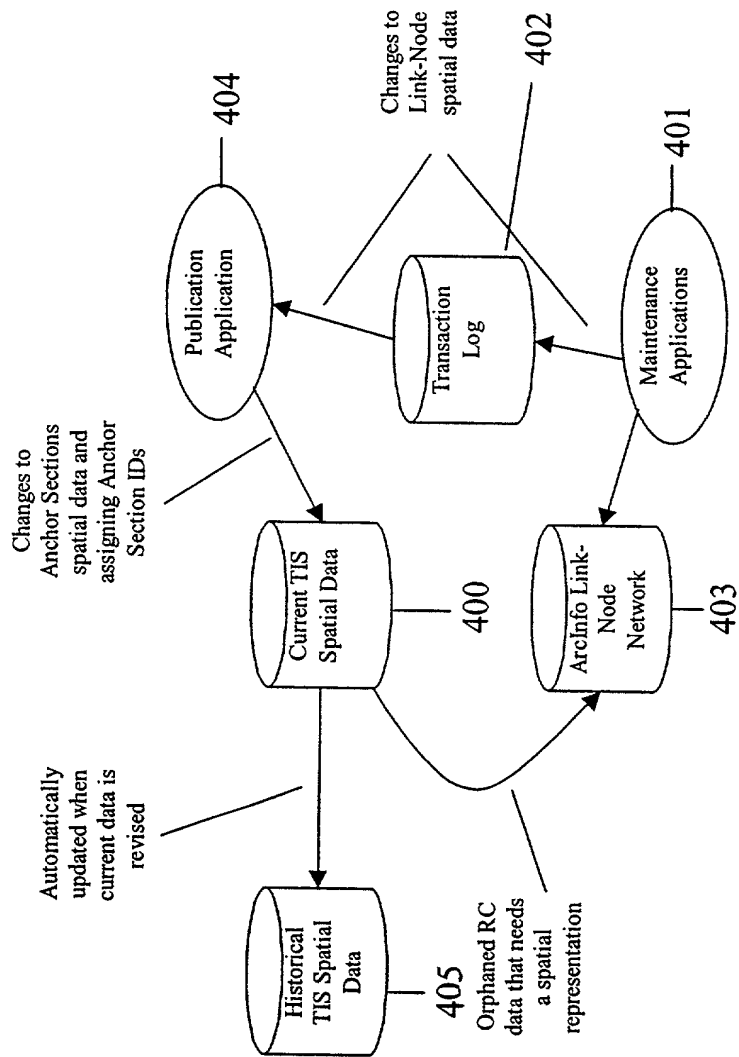 Automatically
updated when
current data is
revised
Changes to
Anchor Sections
spatial data and
assigning Anchor
Section IDs
404
Publication
Application
Historical
TIS Spatial
Data
405
Current TIS
Spatial Data
400
Transaction
Log
Changes to
Link-Node
spatial data
402
Orphaned RC
data that needs
a spatial
representation
ArcInfo Link-
Node
Network
403
Maintenance
Applications
401